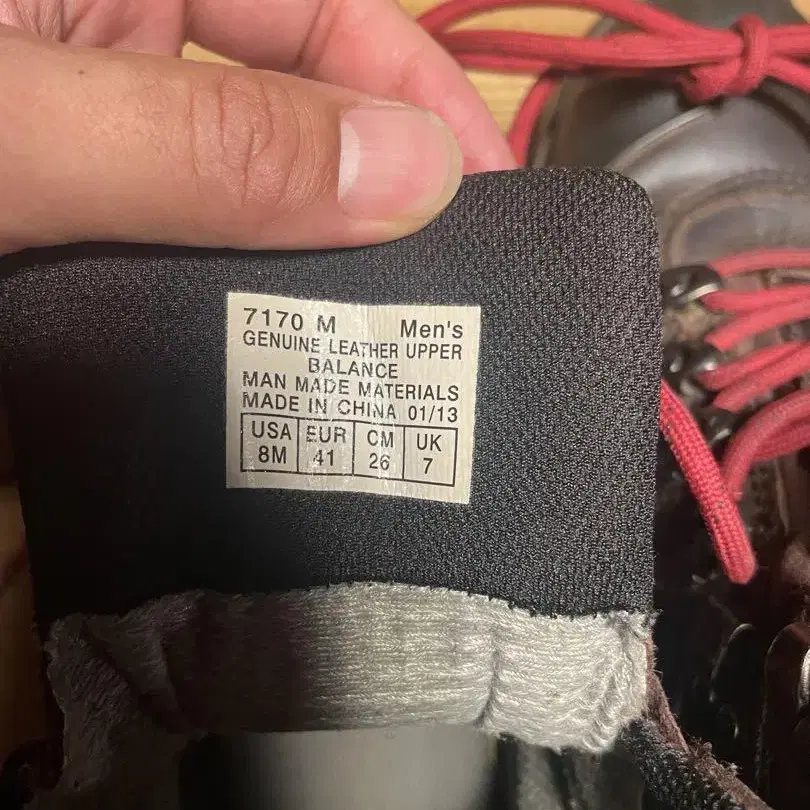 7170 M Men's
GENUINE LEATHER UPPER
BALANCE
MAN MADE MATERIALS
MADE IN CHINA 01/13
USA EUR CM UK
8M 41 26 7